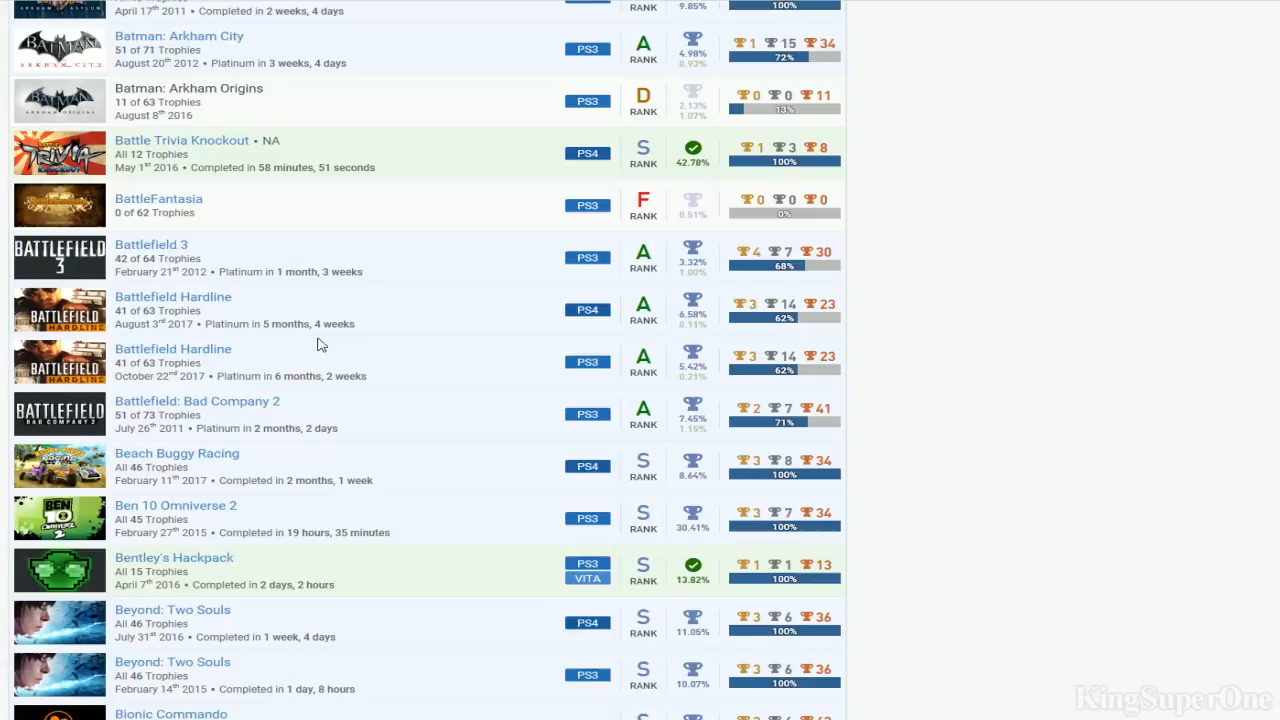 April 17th 2011 • Completed in 2 weeks, 4 days
RANK
9.85%
100%
Batman: Arkham City
51 of 71 Trophies
August 20th 2012 • Platinum in 3 weeks, 4 days
PS3
A
RANK
4.98%
0.93%
1 15 34
72%
Batman: Arkham Origins
11 of 63 Trophies
August 8th 2016
PS3
D
RANK
2.13%
1.07%
0 0 11
13%
Battle Trivia Knockout • NA
All 12 Trophies
May 1st 2016 • Completed in 58 minutes, 51 seconds
PS4
S
RANK
42.78%
1 3 8
100%
BattleFantasia
0 of 62 Trophies
PS3
F
RANK
0.51%
0 0 0
0%
BATTLEFIELD
3
Battlefield 3
42 of 64 Trophies
February 21st 2012 • Platinum in 1 month, 3 weeks
PS3
A
RANK
3.32%
1.00%
4 7 30
68%
BATTLEFIELD
HARDLINE
Battlefield Hardline
41 of 63 Trophies
August 3rd 2017 • Platinum in 5 months, 4 weeks
PS4
A
RANK
6.58%
0.11%
3 14 23
62%
BATTLEFIELD
HARDLINE
Battlefield Hardline
41 of 63 Trophies
October 22nd 2017 • Platinum in 6 months, 2 weeks
PS3
A
RANK
5.42%
0.21%
3 14 23
62%
BATTLEFIELD
BAD COMPANY 2
Battlefield: Bad Company 2
51 of 73 Trophies
July 26th 2011 • Platinum in 2 months, 2 days
PS3
A
RANK
7.45%
2 7 41
71%
Beach Buggy Racing
All 46 Trophies
February 11th 2017 • Completed in 2 months, 1 week
PS4
S
RANK
8.64%
3 8 34
100%
BEN
10
OMNIVERSE 2
Ben 10 Omniverse 2
All 45 Trophies
February 27th 2015 • Completed in 19 hours, 35 minutes
PS3
S
RANK
30.41%
3 7 34
100%
Bentley's Hackpack
All 15 Trophies
April 7th 2016 • Completed in 2 days, 2 hours
PS3
VITA
S
RANK
13.82%
1 1 13
100%
Beyond: Two Souls
All 46 Trophies
July 31st 2016 • Completed in 1 week, 4 days
PS4
S
RANK
11.05%
3 6 36
100%
Beyond: Two Souls
All 46 Trophies
February 14th 2015 • Completed in 1 day, 8 hours
PS3
S
RANK
10.07%
3 6 36
100%
Bionic Commando
KingSuperOne